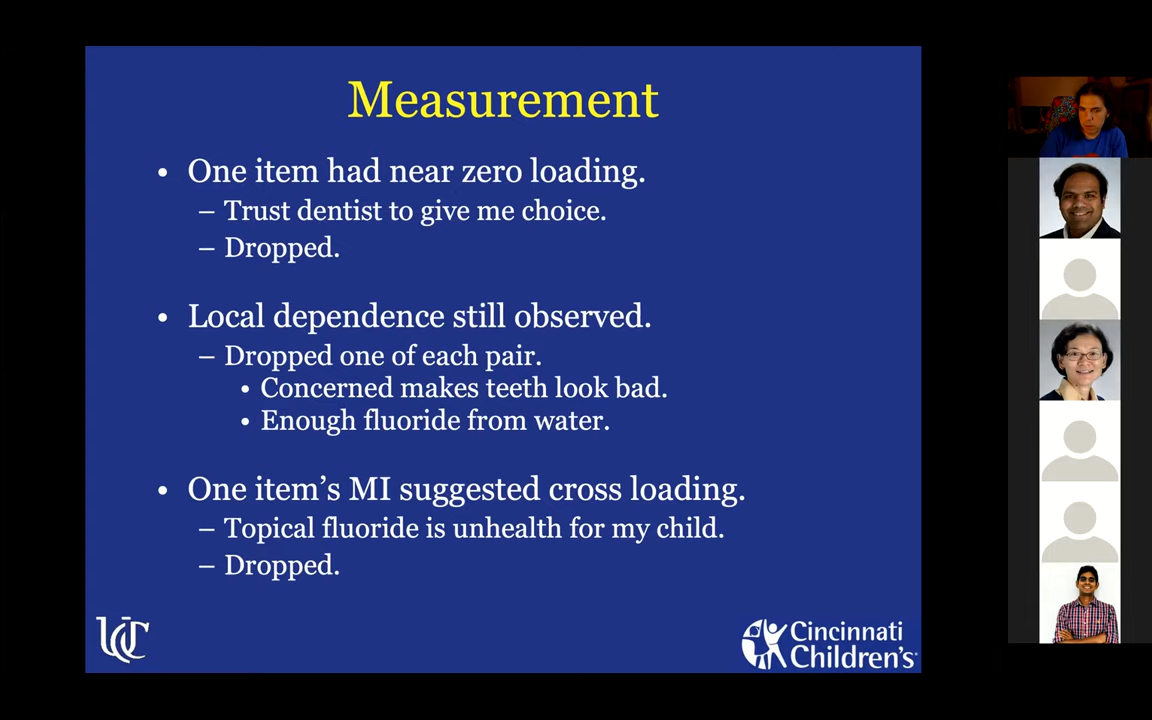 Measurement
• One item had near zero loading.
– Trust dentist to give me choice.
– Dropped.
• Local dependence still observed.
– Dropped one of each pair.
• Concerned makes teeth look bad.
• Enough fluoride from water.
• One item’s MI suggested cross loading.
– Topical fluoride is unhealth for my child.
– Dropped.
UC
Cincinnati
Children's